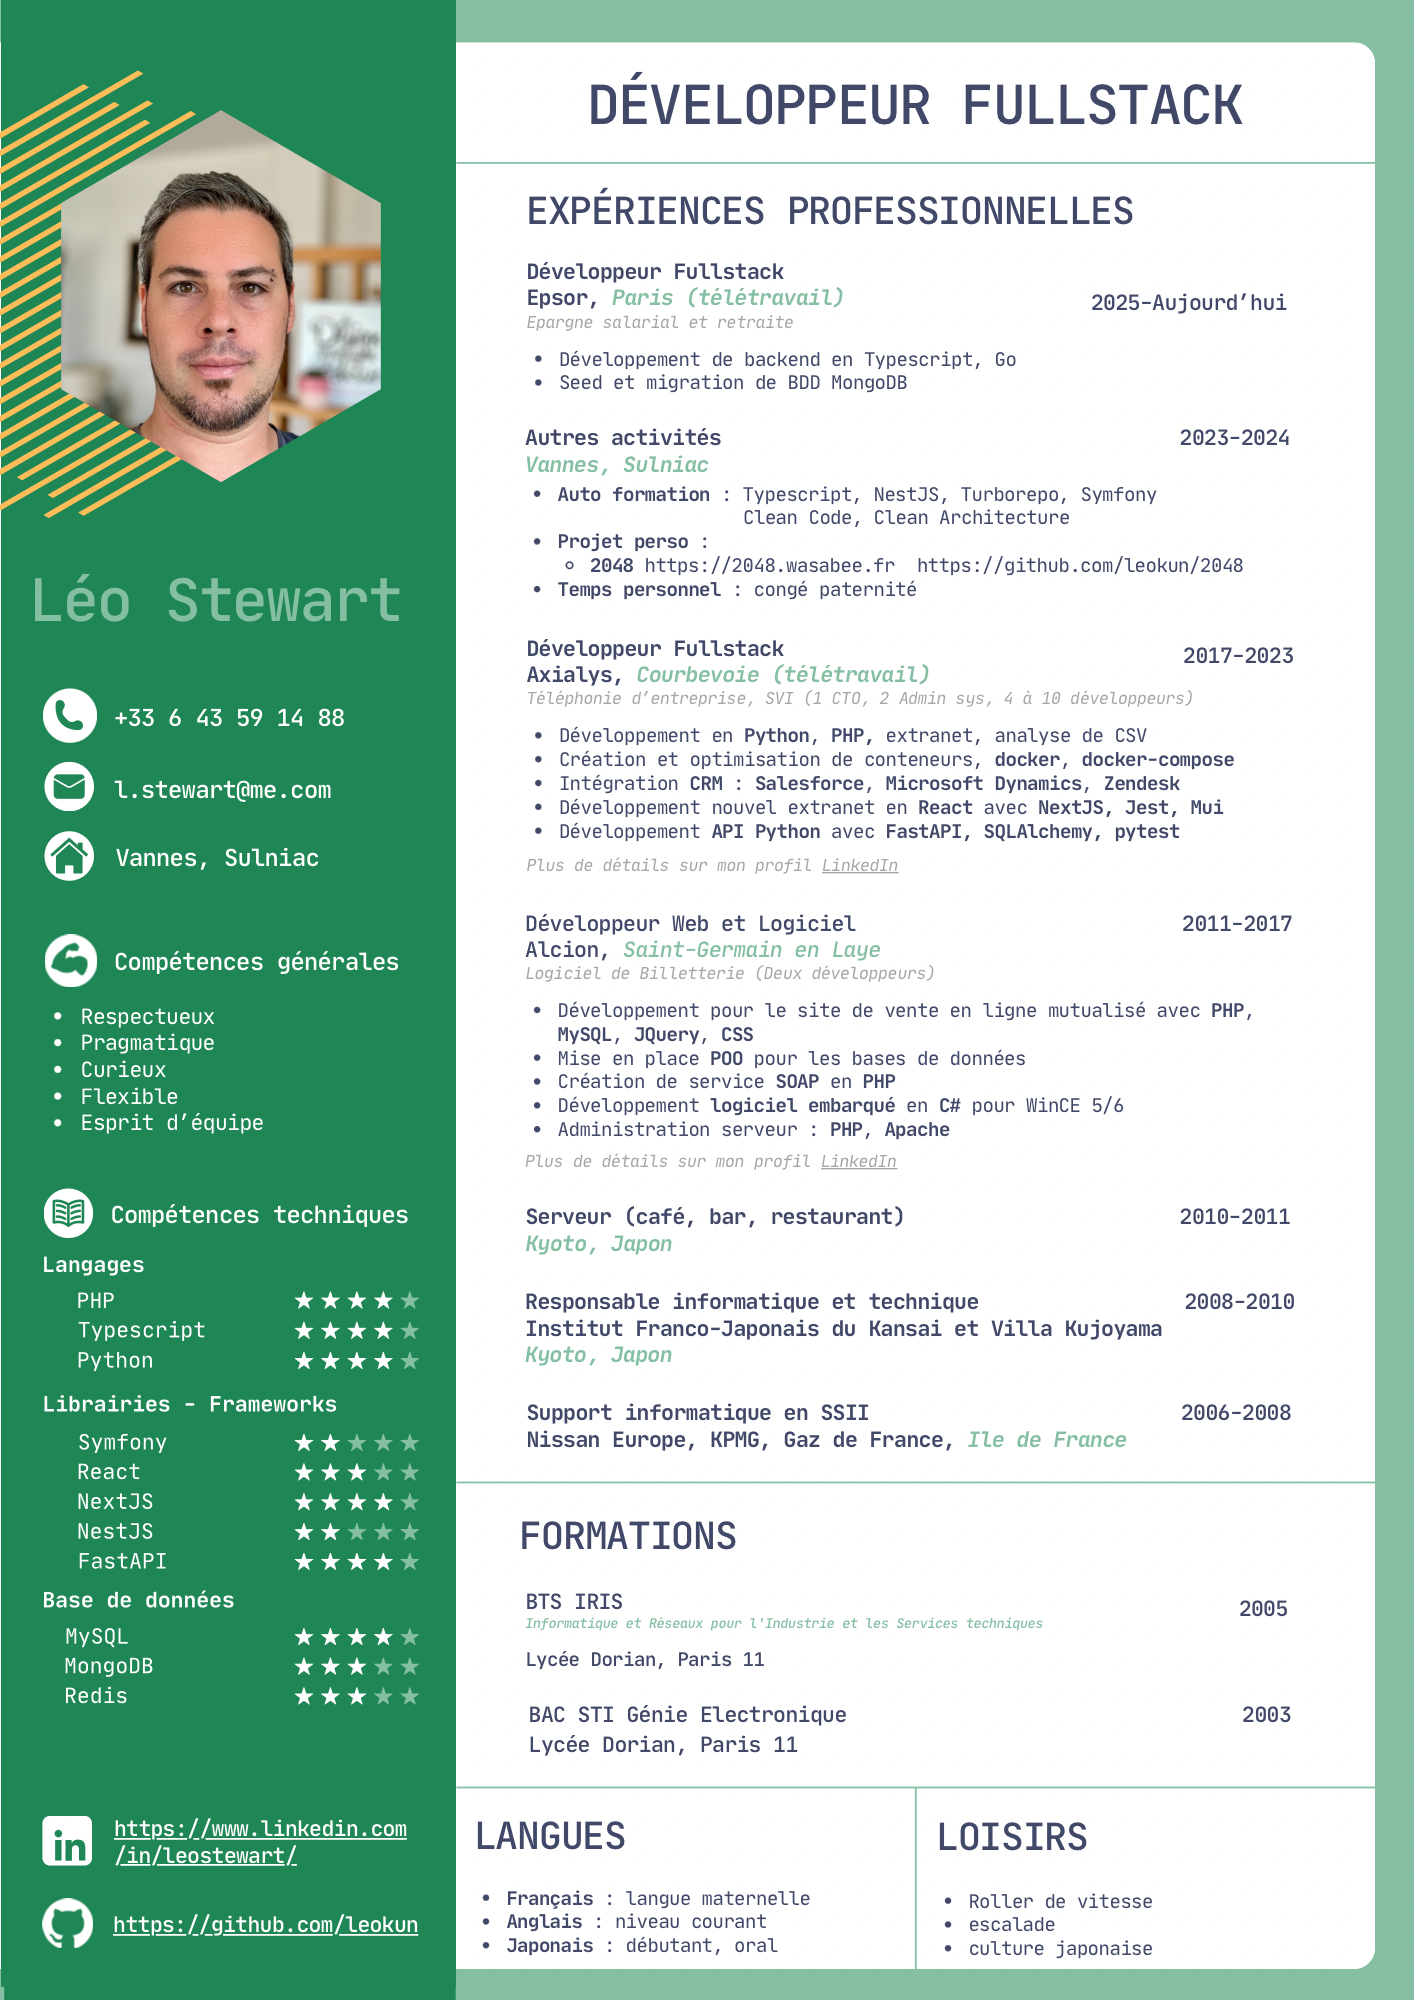 Léo Stewart
+33 6 43 59 14 88
l.stewart@me.com
Vannes, Sulniac
Compétences générales
• Respectueux
• Pragmatique
• Curieux
• Flexible
• Esprit d’équipe
Compétences techniques
Langages
PHP ★★★★★
Typescript ★★★★★
Python ★★★★★
Librairies - Frameworks
Symfony ★★★★★
React ★★★★★
NextJS ★★★★★
NestJS ★★★★★
FastAPI ★★★★★
Base de données
MySQL ★★★★★
MongoDB ★★★★★
Redis ★★★★★
in
https://www.linkedin.com
/in/leostewart/
https://github.com/leokun
DÉVELOPPEUR FULLSTACK
EXPÉRIENCES PROFESSIONNELLES
Développeur Fullstack
Epsor, Paris (télétravail) 2025-Aujourd’hui
Epargne salarial et retraite
• Développement de backend en Typescript, Go
• Seed et migration de BDD MongoDB
Autres activités 2023-2024
Vannes, Sulniac
• Auto formation : Typescript, NestJS, Turborepo, Symfony
Clean Code, Clean Architecture
• Projet perso :
◦ 2048 https://2048.wasabee.fr https://github.com/leokun/2048
• Temps personnel : congé paternité
Développeur Fullstack 2017-2023
Axialys, Courbevoie (télétravail)
Téléphonie d’entreprise, SVI (1 CTO, 2 Admin sys, 4 à 10 développeurs)
• Développement en Python, PHP, extranet, analyse de CSV
• Création et optimisation de conteneurs, docker, docker-compose
• Intégration CRM : Salesforce, Microsoft Dynamics, Zendesk
• Développement nouvel extranet en React avec NextJS, Jest, Mui
• Développement API Python avec FastAPI, SQLAlchemy, pytest
Plus de détails sur mon profil LinkedIn
Développeur Web et Logiciel 2011-2017
Alcion, Saint-Germain en Laye
Logiciel de Billetterie (Deux développeurs)
• Développement pour le site de vente en ligne mutualisé avec PHP,
MySQL, JQuery, CSS
• Mise en place POO pour les bases de données
• Création de service SOAP en PHP
• Développement logiciel embarqué en C# pour WinCE 5/6
• Administration serveur : PHP, Apache
Plus de détails sur mon profil LinkedIn
Serveur (café, bar, restaurant) 2010-2011
Kyoto, Japon
Responsable informatique et technique 2008-2010
Institut Franco-Japonais du Kansai et Villa Kujoyama
Kyoto, Japon
Support informatique en SSII 2006-2008
Nissan Europe, KPMG, Gaz de France, Ile de France
FORMATIONS
BTS IRIS 2005
Informatique et Réseaux pour l'Industrie et les Services techniques
Lycée Dorian, Paris 11
BAC STI Génie Electronique 2003
Lycée Dorian, Paris 11
LANGUES
• Français : langue maternelle
• Anglais : niveau courant
• Japonais : débutant, oral
LOISIRS
• Roller de vitesse
• escalade
• culture japonaise